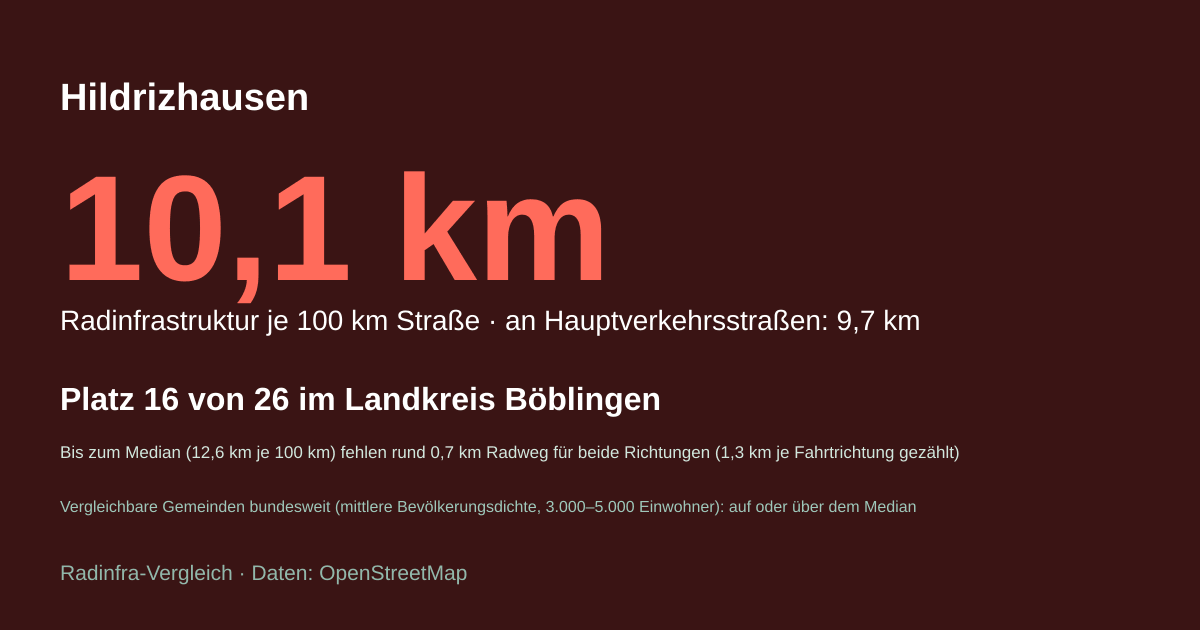 Hildrizhausen
10,1 km
Radinfrastruktur je 100 km Straße · an Hauptverkehrsstraßen: 9,7 km
Platz 16 von 26 im Landkreis Böblingen
Bis zum Median (12,6 km je 100 km) fehlen rund 0,7 km Radweg für beide Richtungen (1,3 km je Fahrtrichtung gezählt)
Vergleichbare Gemeinden bundesweit (mittlere Bevölkerungsdichte, 3.000–5.000 Einwohner): auf oder über dem Median
Radinfra-Vergleich · Daten: OpenStreetMap